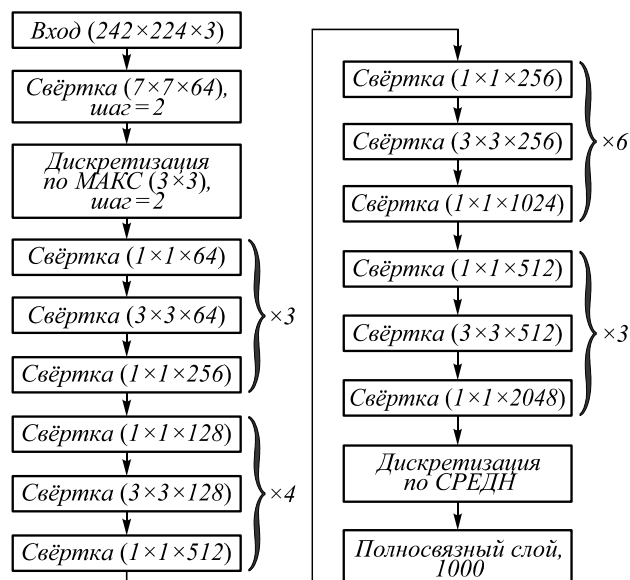 Вход (242×224×3)
Свёртка (7×7×64),
шаг=2
Дискретизация
по МАКС (3×3),
шаг=2
Свёртка (1×1×64)
Свёртка (3×3×64)
Свёртка (1×1×256)
×3
Свёртка (1×1×128)
Свёртка (3×3×128)
Свёртка (1×1×512)
×4
Свёртка (1×1×256)
Свёртка (3×3×256)
Свёртка (1×1×1024)
×6
Свёртка (1×1×512)
Свёртка (3×3×512)
Свёртка (1×1×2048)
×3
Дискретизация
по СРЕДН
Полносвязный слой,
1000